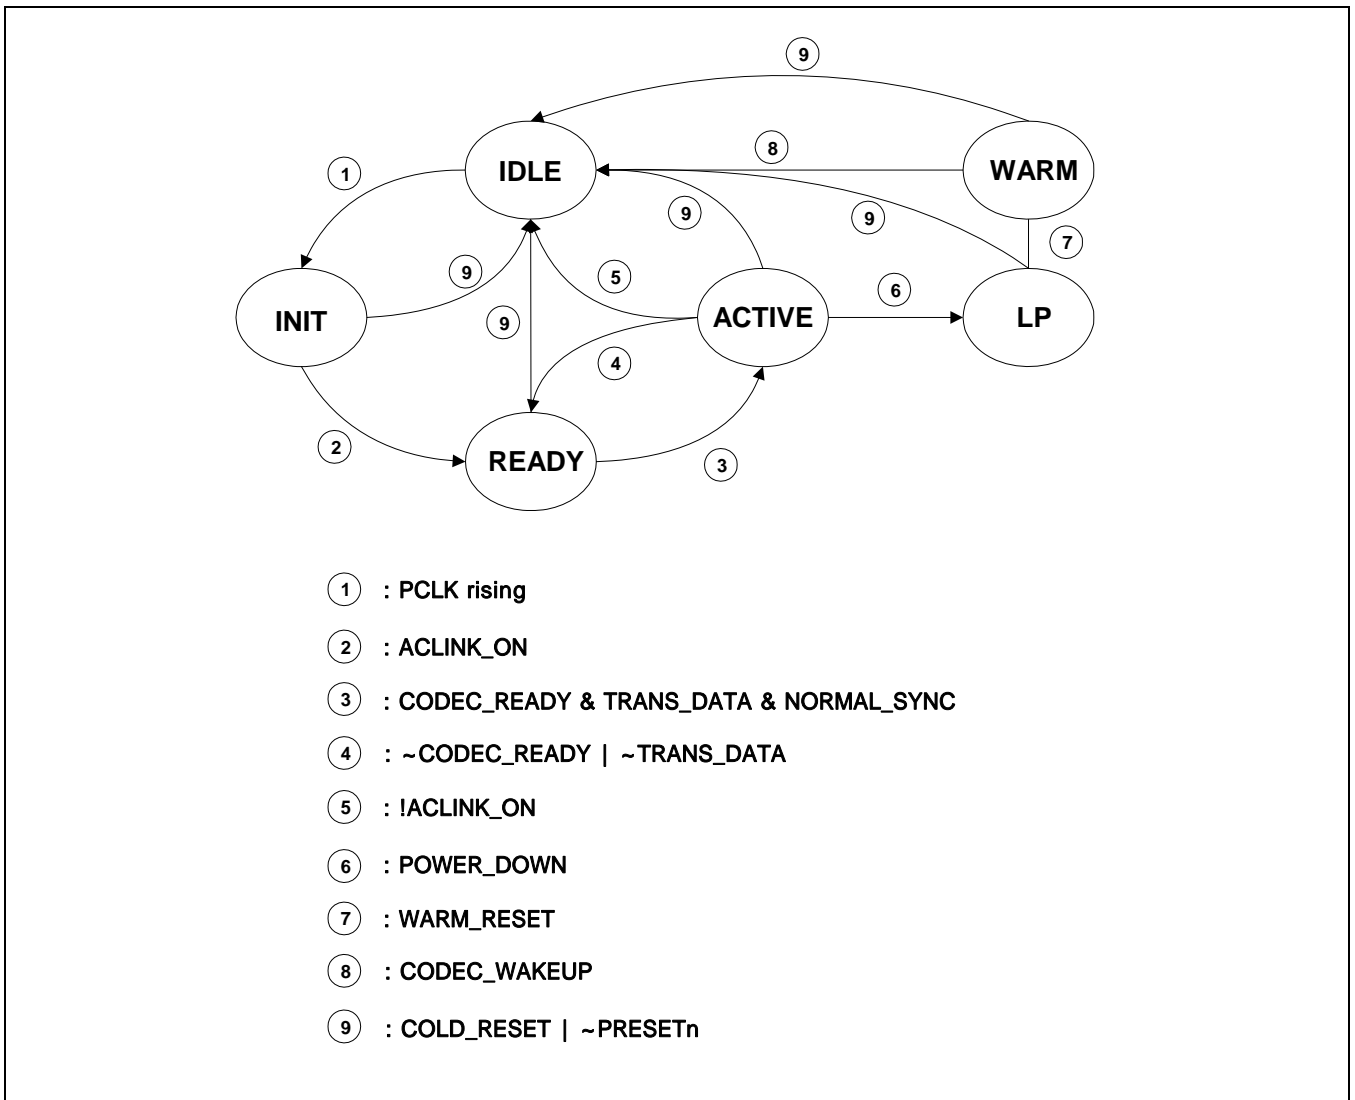 9
8
IDLE
WARM
1
9
9
7
9
5
6
INIT
9
ACTIVE
LP
4
2
READY
3
1 : PCLK rising
2 : ACLINK_ON
3 : CODEC_READY & TRANS_DATA & NORMAL_SYNC
4 : ~CODEC_READY | ~TRANS_DATA
5 : !ACLINK_ON
6 : POWER_DOWN
7 : WARM_RESET
8 : CODEC_WAKEUP
9 : COLD_RESET | ~PRESETn